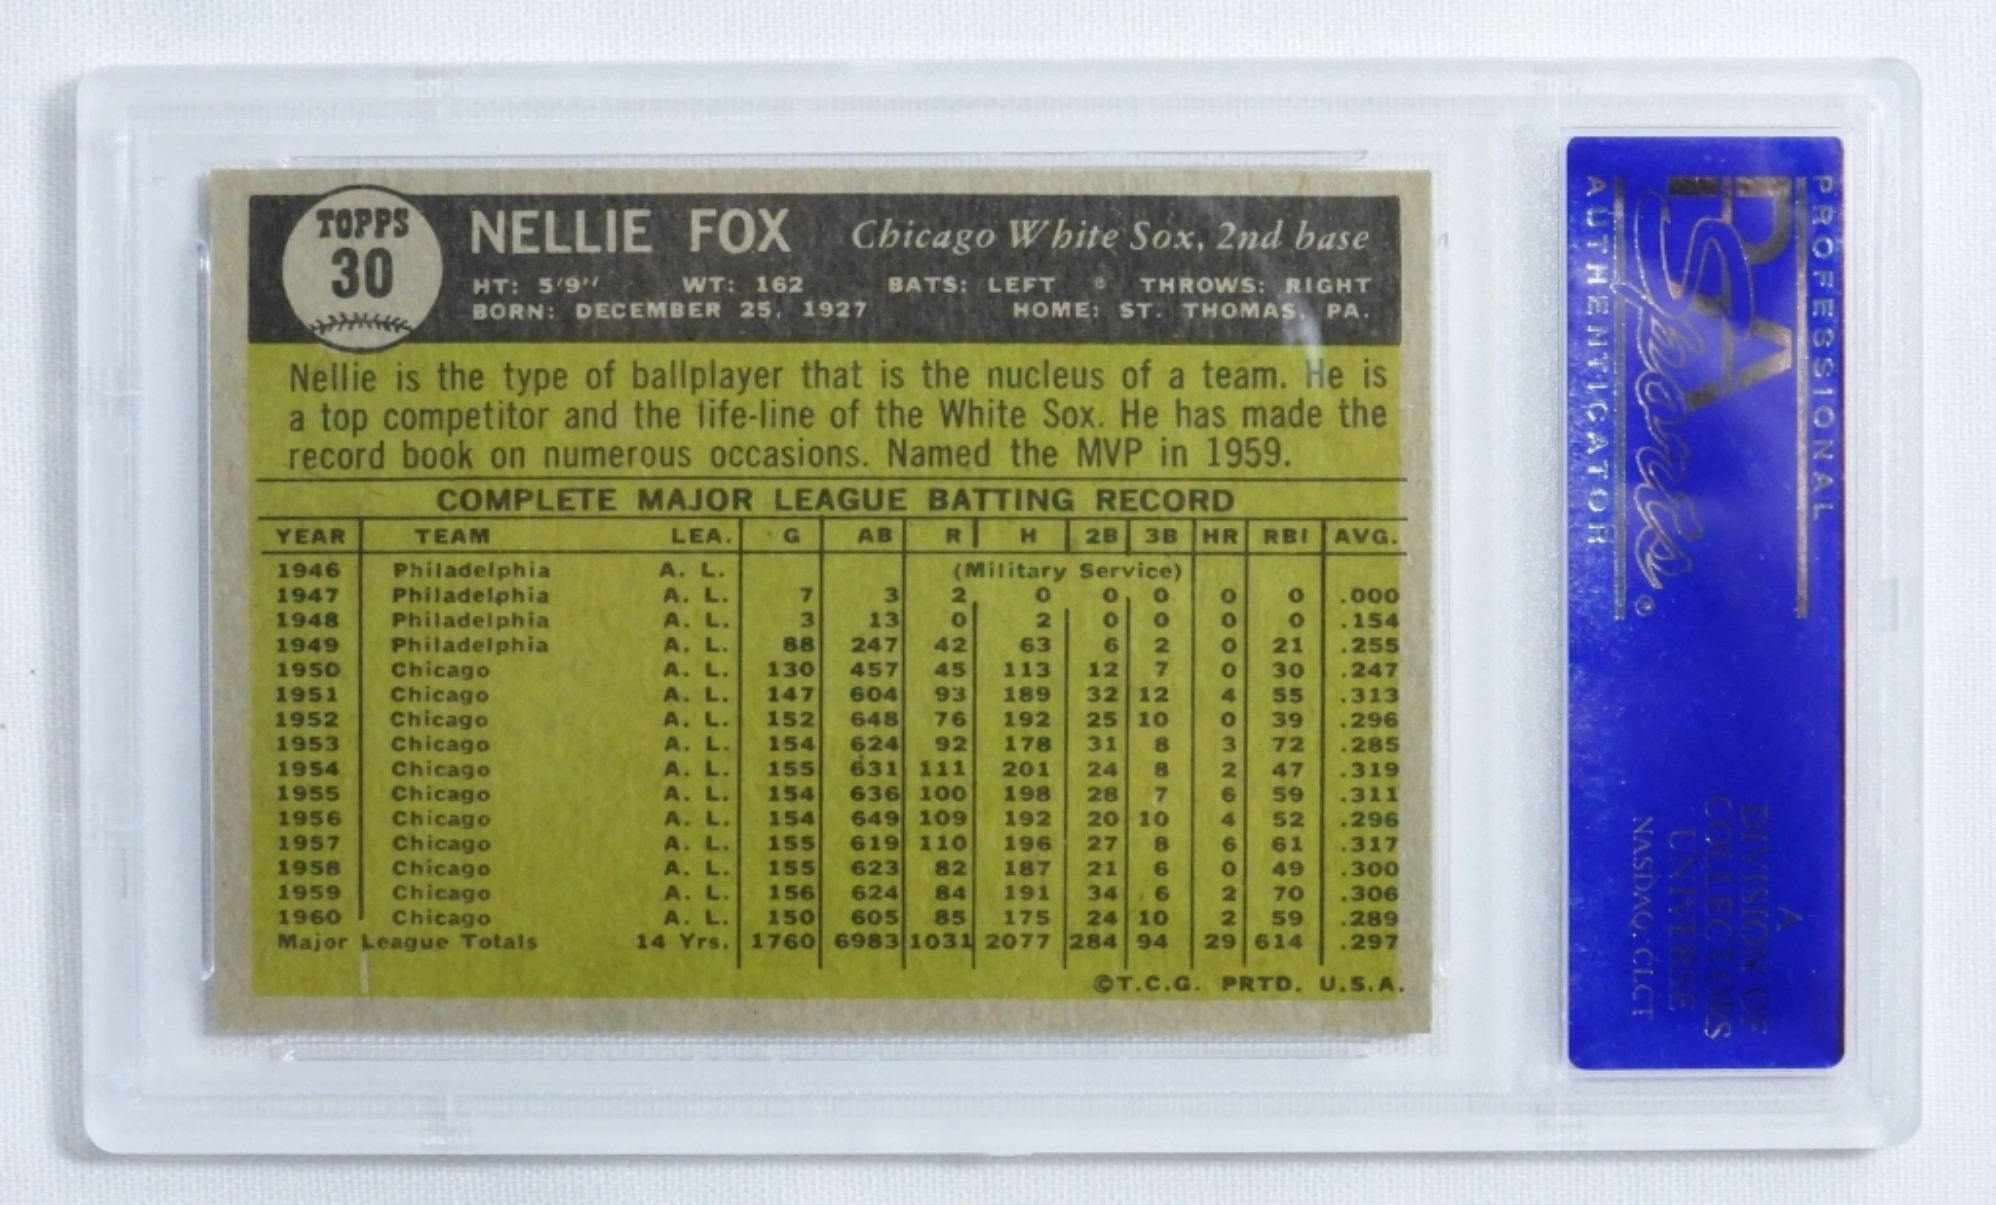 TOPPS
30
NELLIE FOX Chicago White Sox, 2nd base
HT: 5'9" WT: 162 BATS: LEFT • THROWS: RIGHT
BORN: DECEMBER 25, 1927 HOME: ST. THOMAS, PA.
Nellie is the type of ballplayer that is the nucleus of a team. He is
a top competitor and the life-line of the White Sox. He has made the
record book on numerous occasions. Named the MVP in 1959.
COMPLETE MAJOR LEAGUE BATTING RECORD
YEAR TEAM LEA. G AB R H 2B 3B HR RBI AVG.
1946 Philadelphia A. L. (Military Service)
1947 Philadelphia A. L. 7 3 2 0 0 0 0 0 .000
1948 Philadelphia A. L. 3 13 0 2 0 0 0 0 .154
1949 Philadelphia A. L. 88 247 42 63 6 2 0 21 .255
1950 Chicago A. L. 130 457 45 113 12 7 0 30 .247
1951 Chicago A. L. 147 604 93 189 32 12 4 55 .313
1952 Chicago A. L. 152 648 76 192 25 10 0 39 .296
1953 Chicago A. L. 154 624 92 178 31 8 3 72 .285
1954 Chicago A. L. 155 631 111 201 24 8 2 47 .319
1955 Chicago A. L. 154 636 100 198 28 7 6 59 .311
1956 Chicago A. L. 154 649 109 192 20 10 4 52 .296
1957 Chicago A. L. 155 619 110 196 27 8 6 61 .317
1958 Chicago A. L. 155 623 82 187 21 6 0 49 .300
1959 Chicago A. L. 156 624 84 191 34 6 2 70 .306
1960 Chicago A. L. 150 605 85 175 24 10 2 59 .289
Major League Totals 14 Yrs. 1760 6983 1031 2077 284 94 29 614 .297
©T.C.G. PRTD. U.S.A.
PROFESSIONAL
PSA
Sports®
AUTHENTICATOR
A
DIVISION OF
COLLECTORS
UNIVERSE
NASDAQ: CLCT